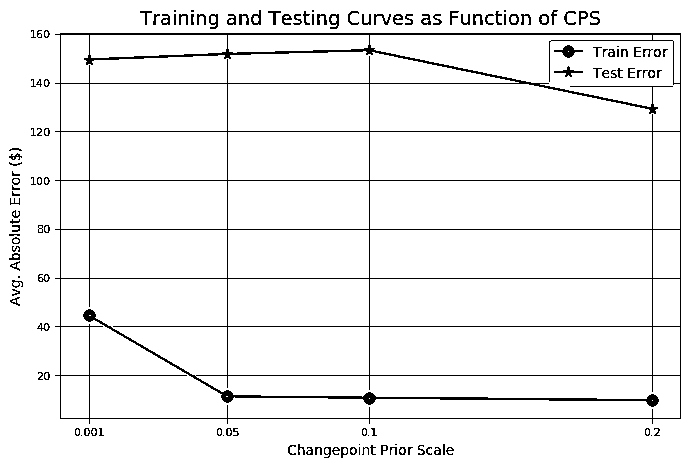 Training and Testing Curves as Function of CPS
160
140
120
100
80
60
40
20
Avg. Absolute Error ($)
Train Error
Test Error
0.001
0.05
0.1
0.2
Changepoint Prior Scale